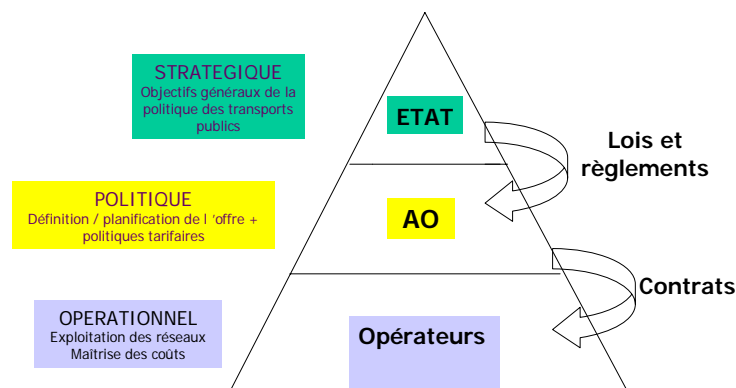 STRATEGIQUE
Objectifs généraux de la
politique des transports
publics
ETAT
Lois et
règlements
POLITIQUE
Définition / planification de l 'offre +
politiques tarifaires
AO
Contrats
OPERATIONNEL
Exploitation des réseaux
Maîtrise des coûts
Opérateurs